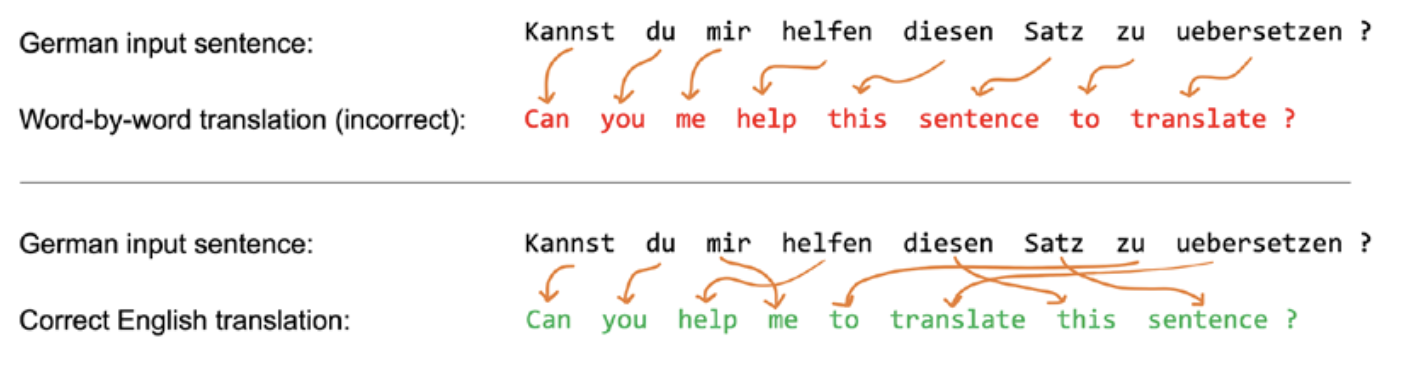 German input sentence: Kannst du mir helfen diesen Satz zu uebersetzen ?
Word-by-word translation (incorrect): Can you me help this sentence to translate ?
German input sentence: Kannst du mir helfen diesen Satz zu uebersetzen ?
Correct English translation: Can you help me to translate this sentence ?